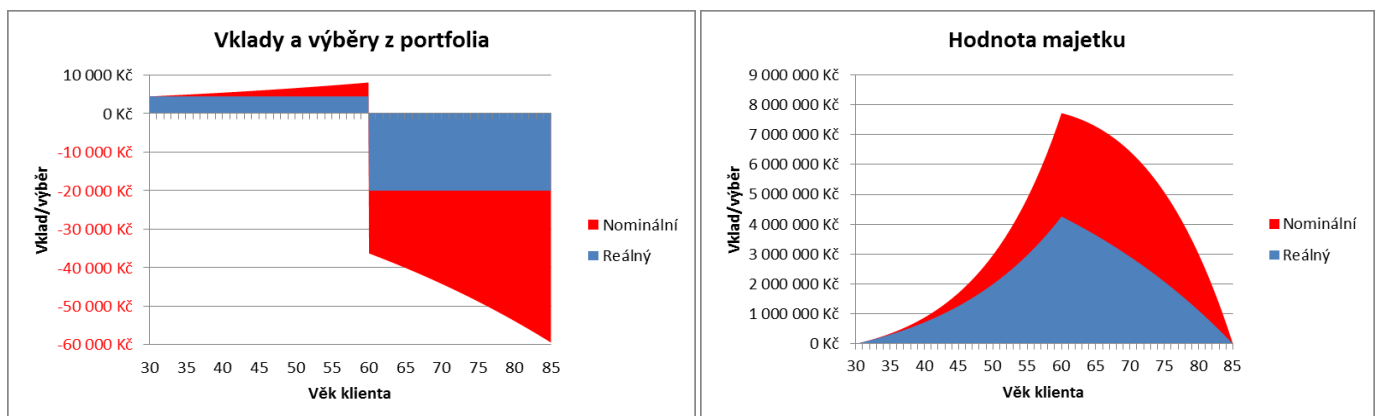 Vklady a výběry z portfolia
Vklad/výběr
10 000 Kč
0 Kč
-10 000 Kč
-20 000 Kč
-30 000 Kč
-40 000 Kč
-50 000 Kč
-60 000 Kč
30 35 40 45 50 55 60 65 70 75 80 85
Věk klienta
Nominální
Reálný
Hodnota majetku
Vklad/výběr
9 000 000 Kč
8 000 000 Kč
7 000 000 Kč
6 000 000 Kč
5 000 000 Kč
4 000 000 Kč
3 000 000 Kč
2 000 000 Kč
1 000 000 Kč
0 Kč
30 35 40 45 50 55 60 65 70 75 80 85
Věk klienta
Nominální
Reálný